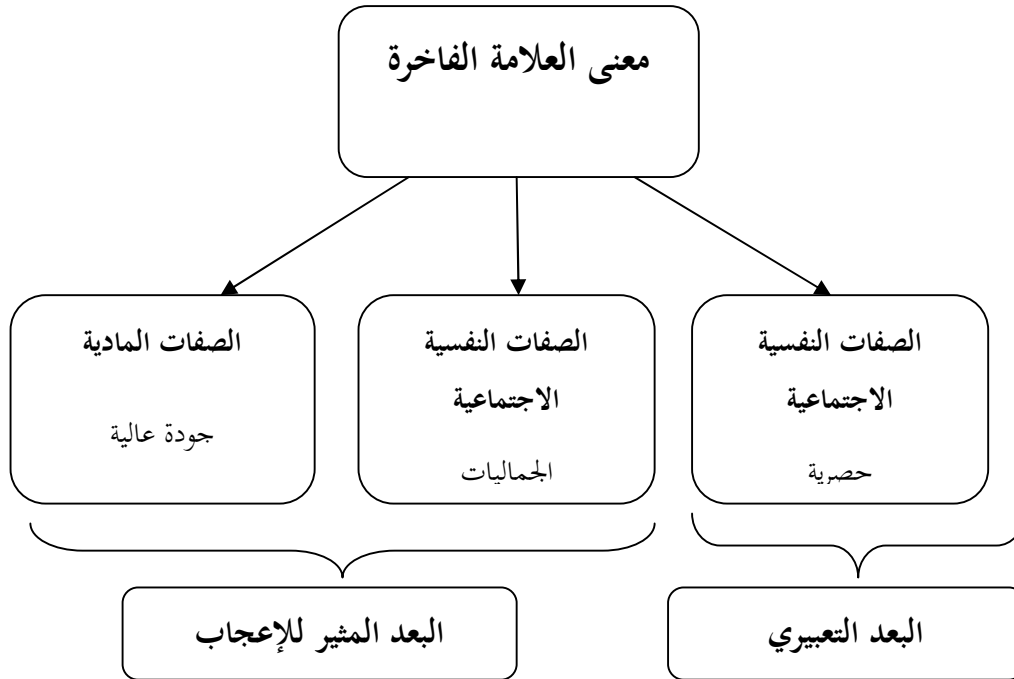 معنى العلامة الفاخرة
الصفات النفسية
الاجتماعية
حصرية
الصفات النفسية
الاجتماعية
الجماليات
الصفات المادية
جودة عالية
البعد التعبيري
البعد المثير للإعجاب